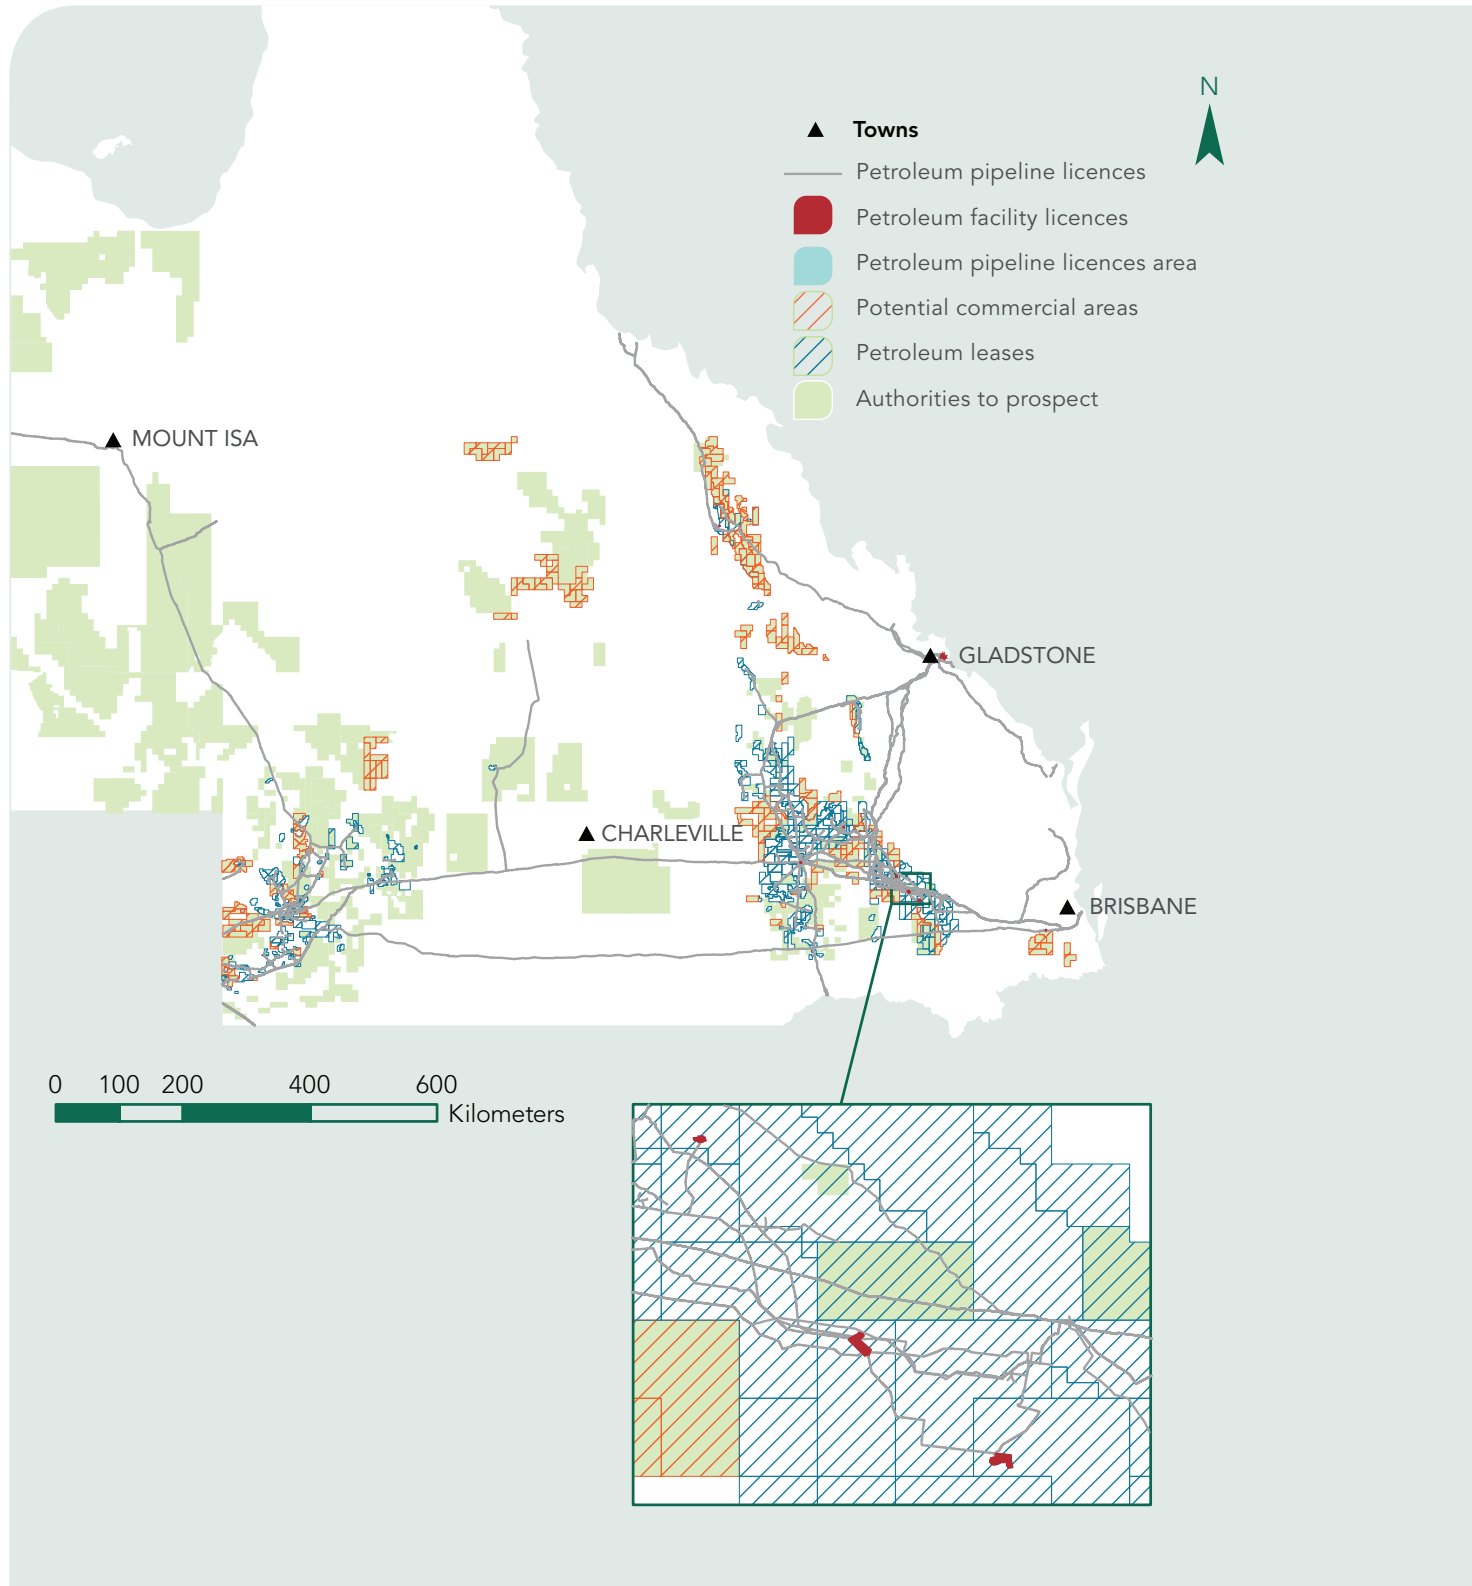 N
Towns
Petroleum pipeline licences
Petroleum facility licences
Petroleum pipeline licences area
Potential commercial areas
Petroleum leases
Authorities to prospect
MOUNT ISA
GLADSTONE
CHARLEVILLE
BRISBANE
0 100 200 400 600
Kilometers